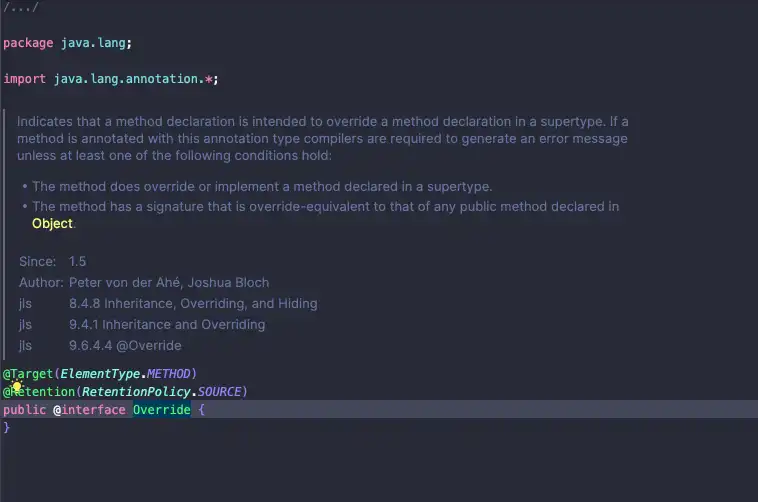 /.../
package java.lang;
import java.lang.annotation.*;
Indicates that a method declaration is intended to override a method declaration in a supertype. If a
method is annotated with this annotation type compilers are required to generate an error message
unless at least one of the following conditions hold:
• The method does override or implement a method declared in a supertype.
• The method has a signature that is override-equivalent to that of any public method declared in
Object.
Since: 1.5
Author: Peter von der Ahé, Joshua Bloch
jls 8.4.8 Inheritance, Overriding, and Hiding
jls 9.4.1 Inheritance and Overriding
jls 9.6.4.4 @Override
@Target(ElementType.METHOD)
@Retention(RetentionPolicy.SOURCE)
public @interface Override {
}